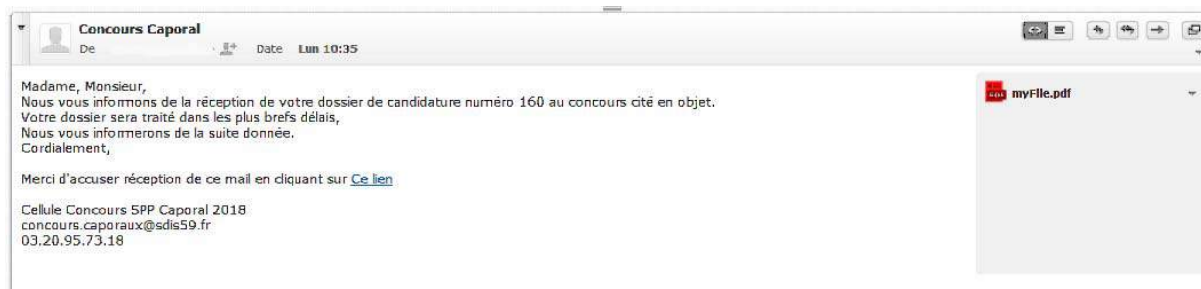 Concours Caporal
De Date Lun 10:35
Madame, Monsieur,
Nous vous informons de la réception de votre dossier de candidature numéro 160 au concours cité en objet.
Votre dossier sera traité dans les plus brefs délais,
Nous vous informerons de la suite donnée.
Cordialement,
Merci d'accuser réception de ce mail en cliquant sur Ce lien
Cellule Concours SPP Caporal 2018
concours.caporaux@sdis59.fr
03.20.95.73.18
myFile.pdf